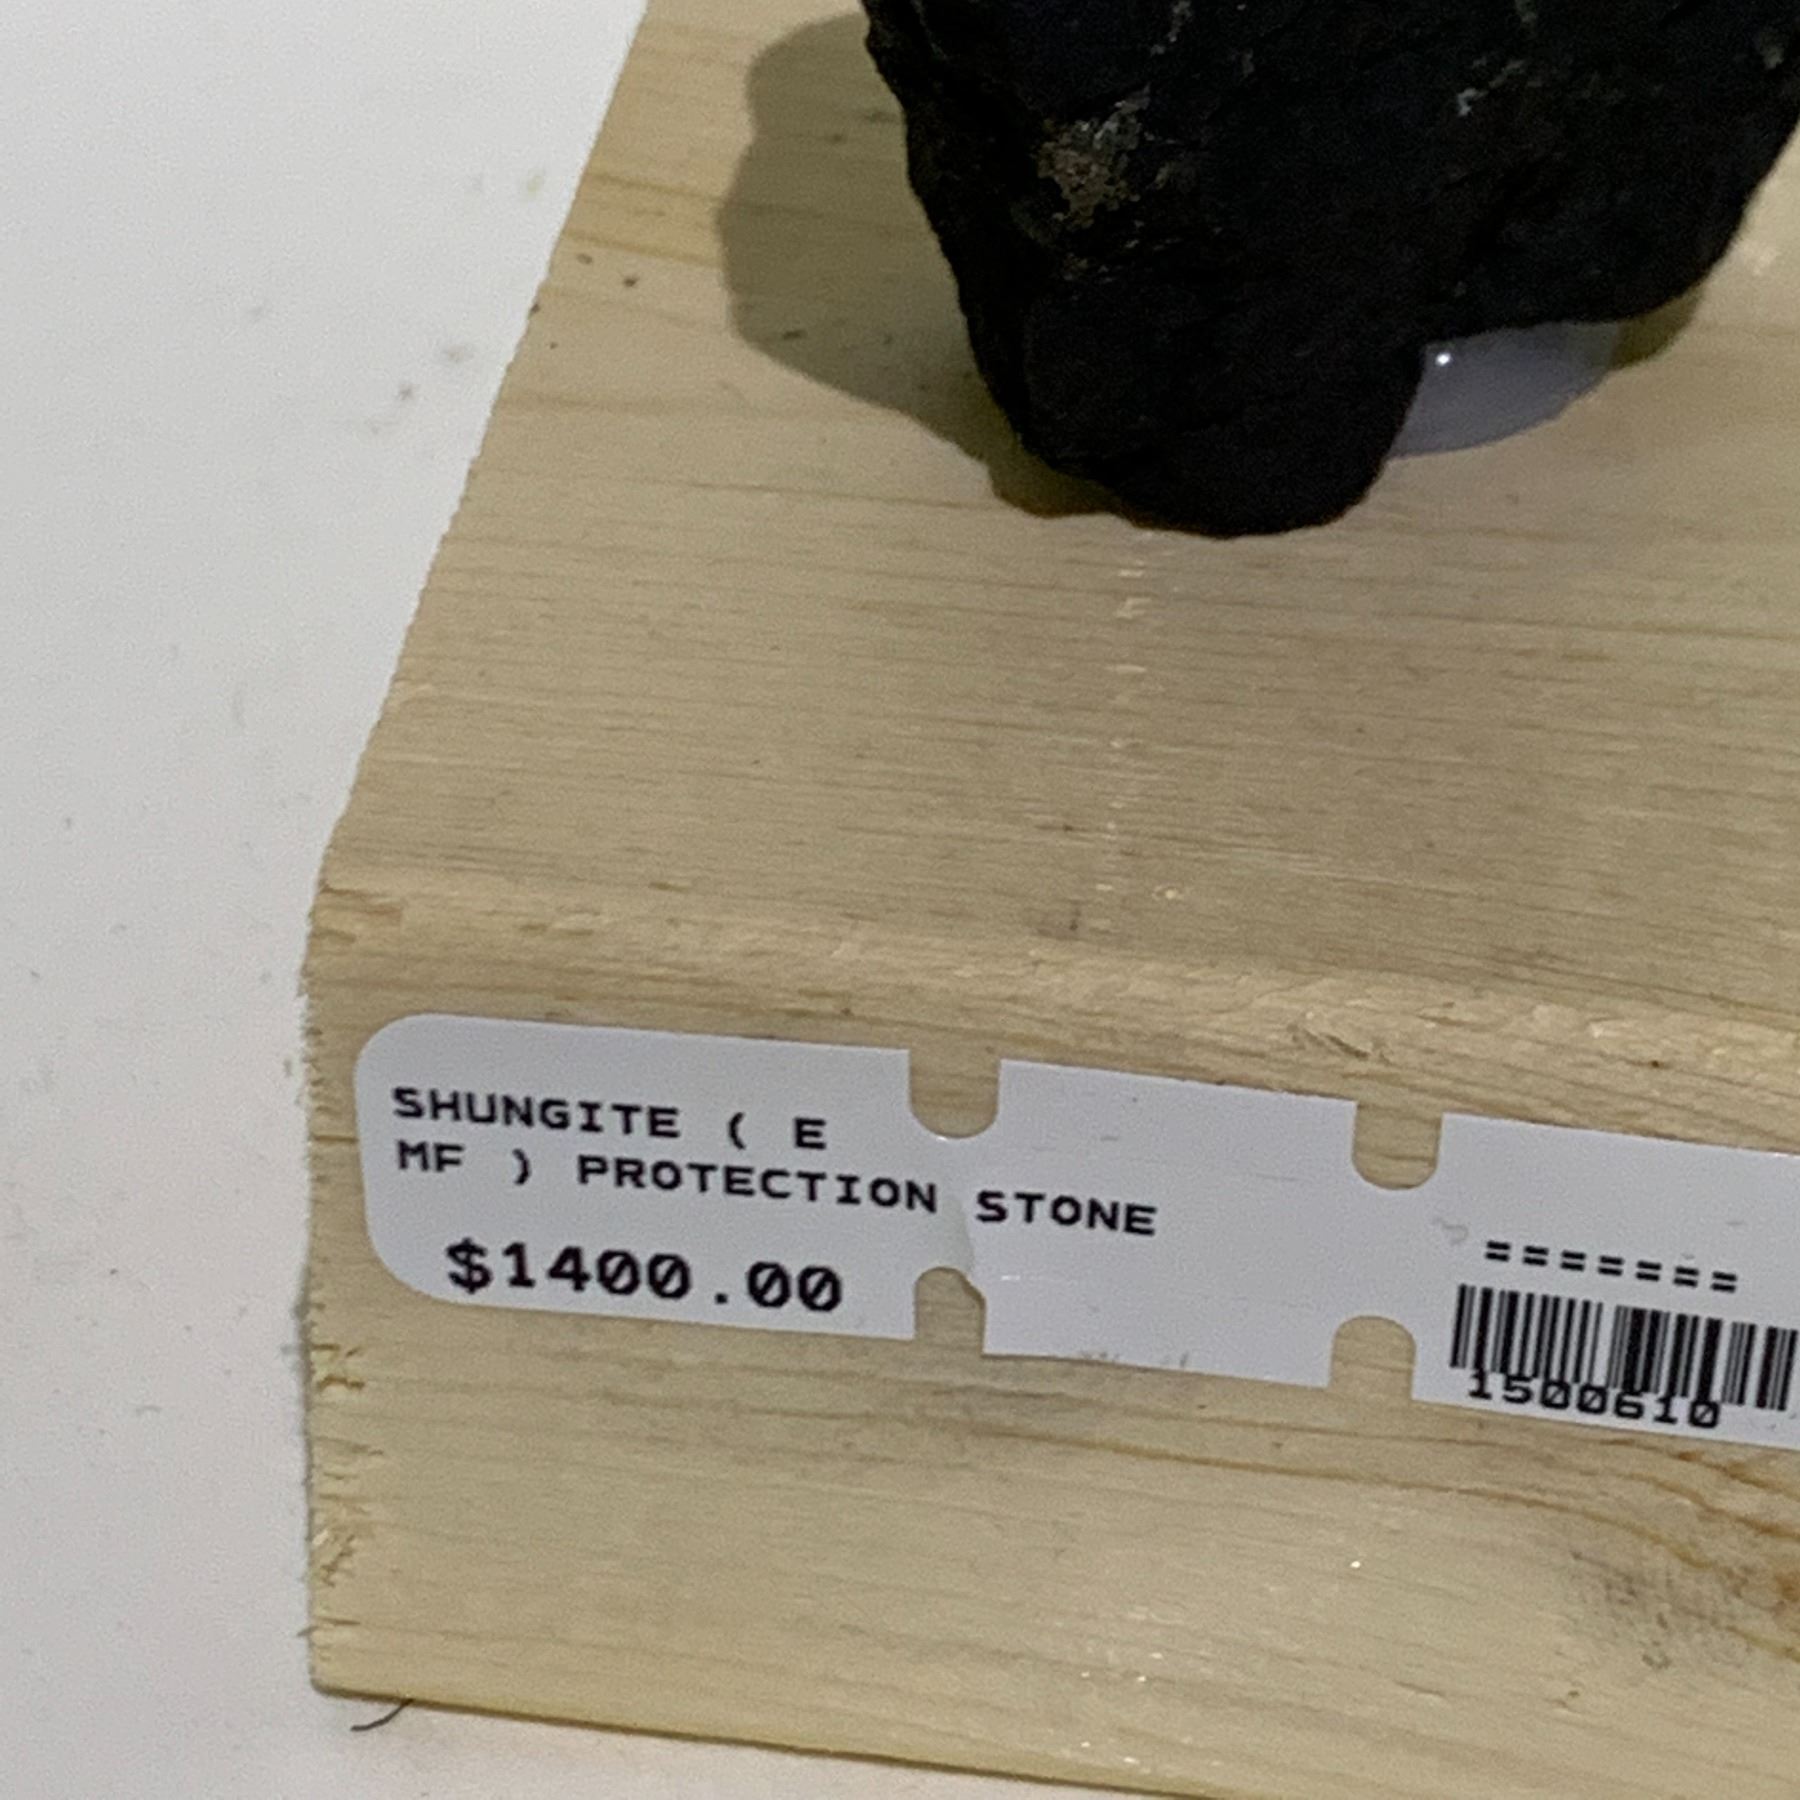 SHUNGITE ( E
MF ) PROTECTION STONE
$1400.00
=======
1500610